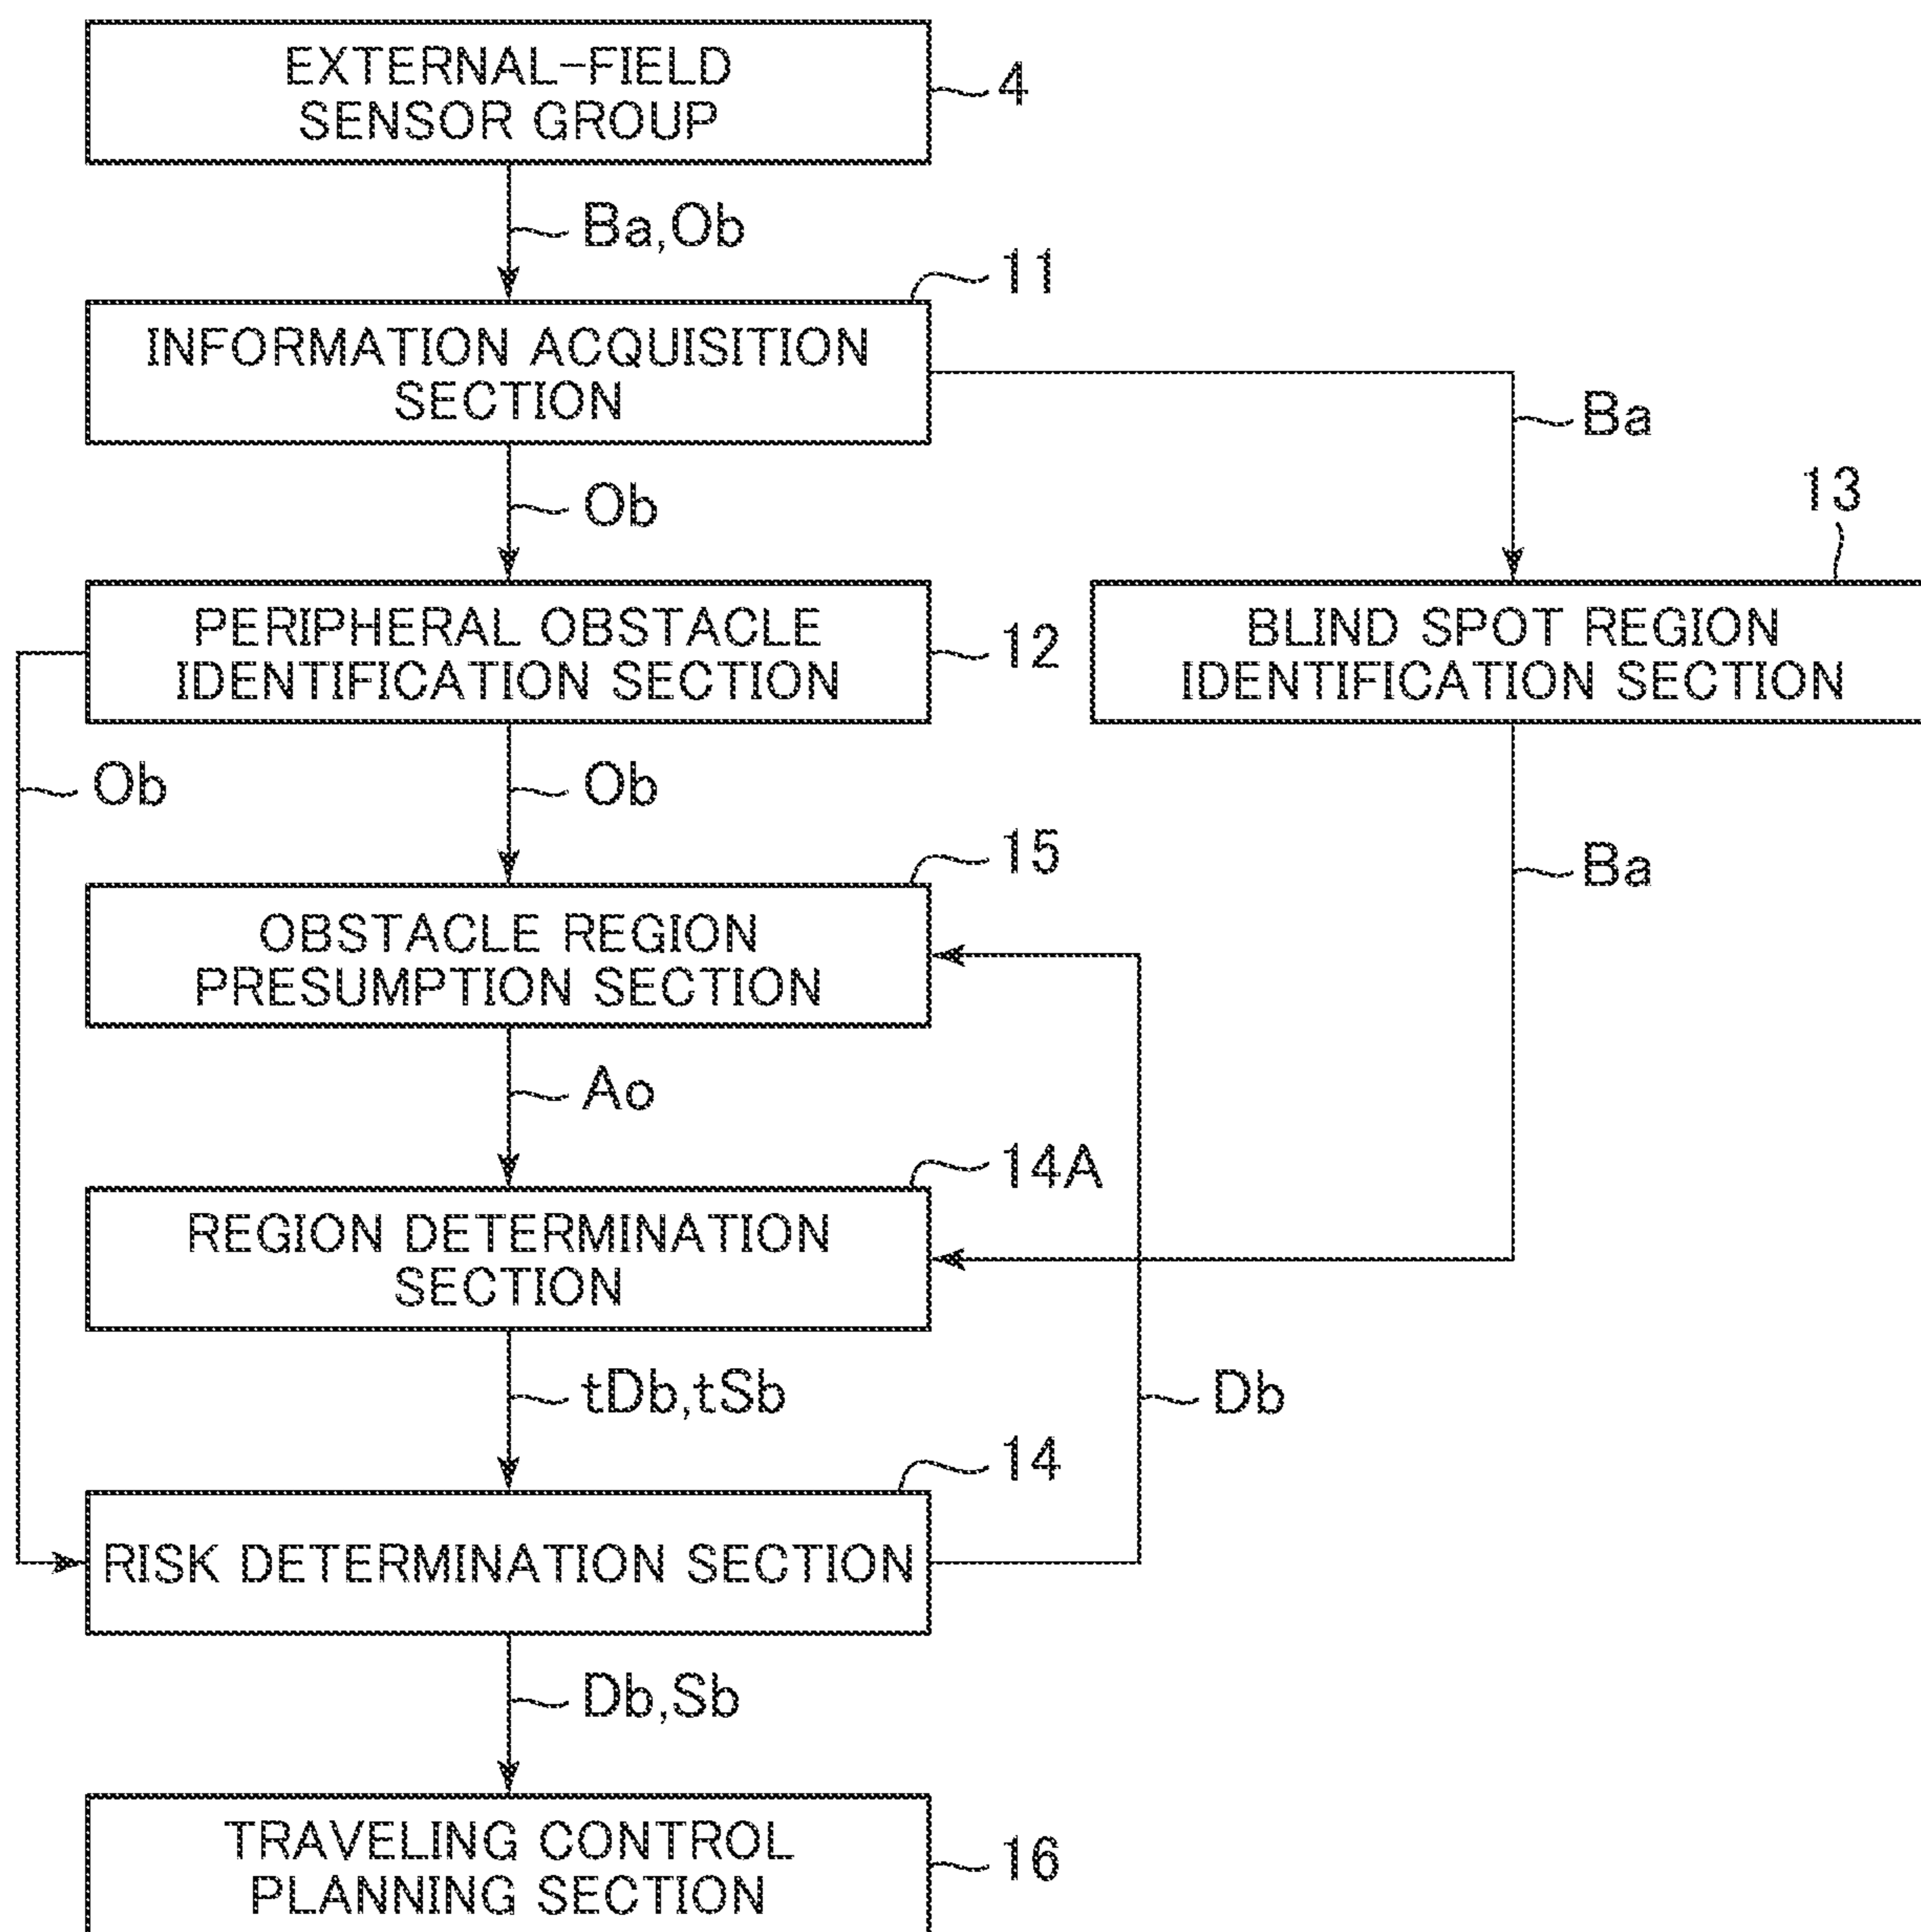 EXTERNAL-FIELD
SENSOR GROUP
4
Ba,Ob
11
INFORMATION ACQUISITION
SECTION
Ba
Ob
13
PERIPHERAL OBSTACLE
IDENTIFICATION SECTION
12
BLIND SPOT REGION
IDENTIFICATION SECTION
Ob
Ob
15
Ba
OBSTACLE REGION
PRESUMPTION SECTION
Ao
14A
REGION DETERMINATION
SECTION
tDb,tSb
Db
14
RISK DETERMINATION SECTION
Db,Sb
TRAVELING CONTROL
PLANNING SECTION
16